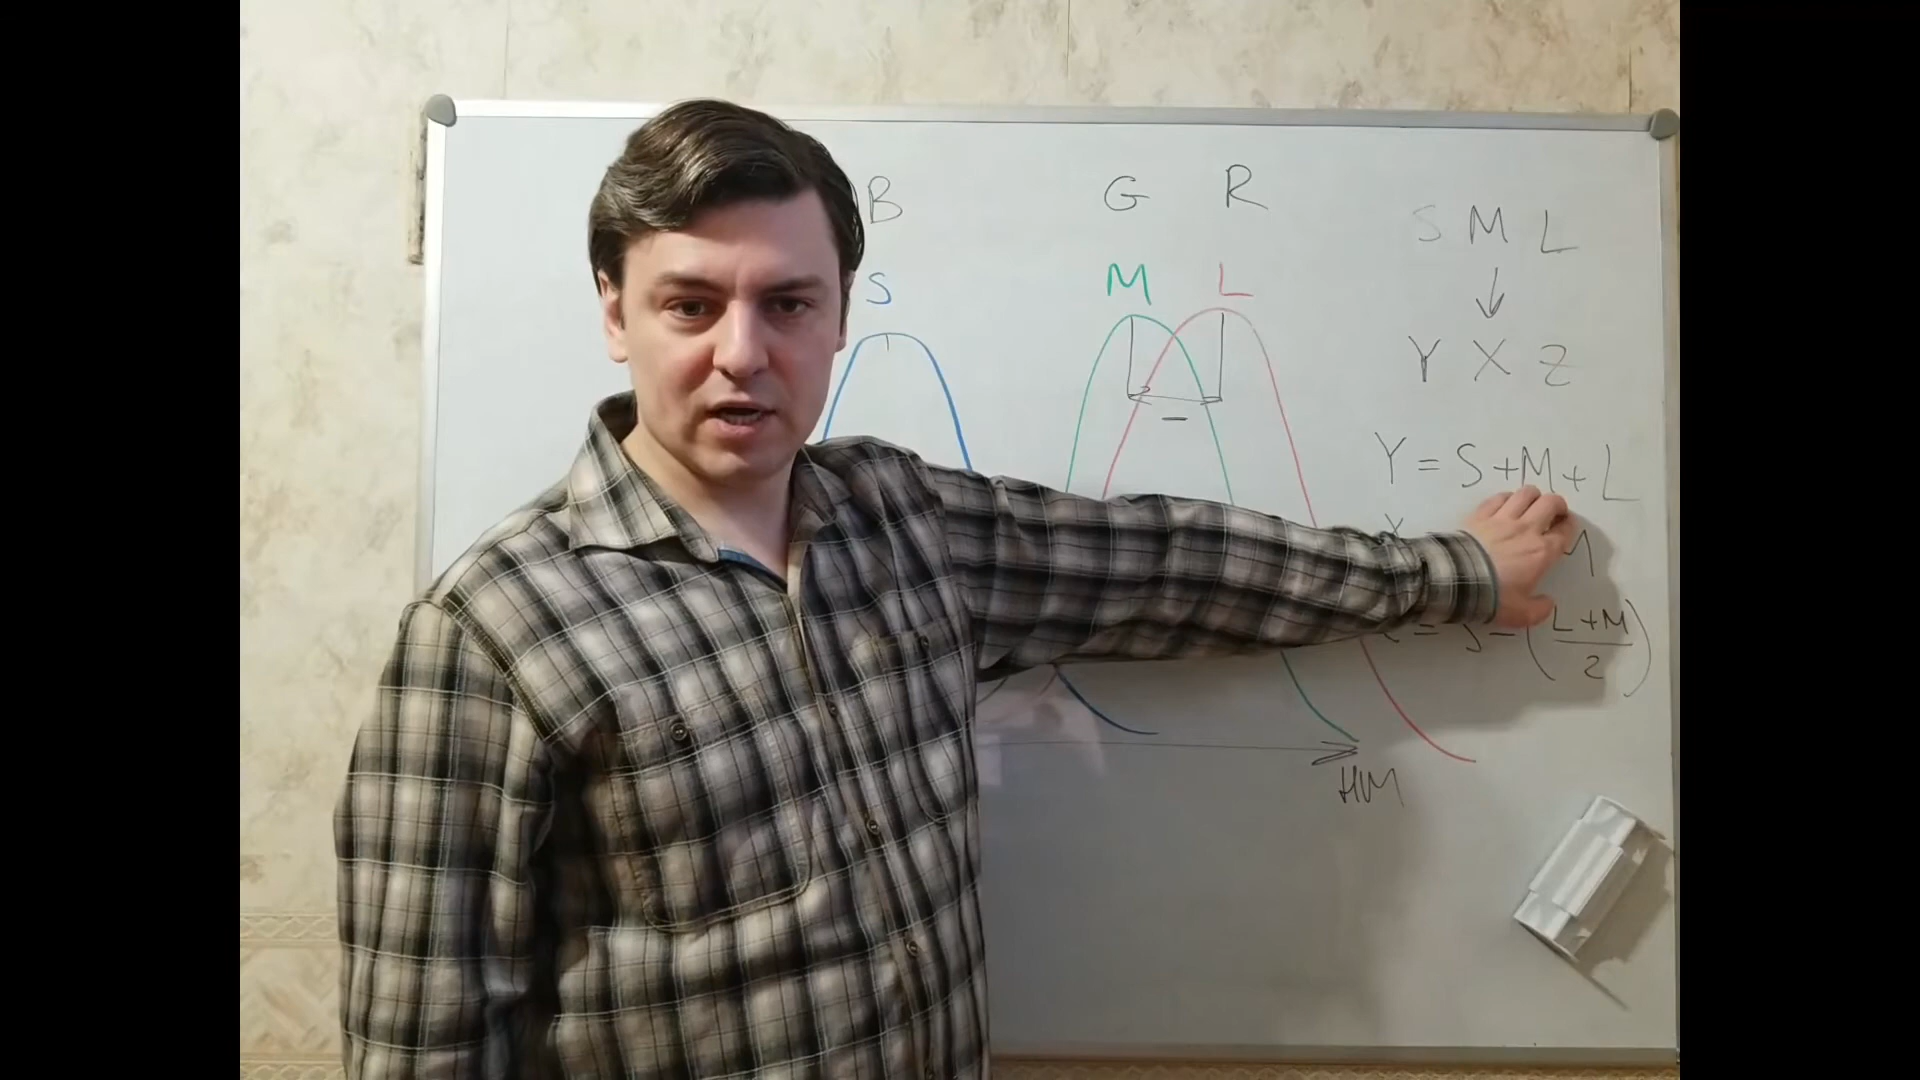 B G R
S M L
нм
S M L
↓
Y X Z
Y = S + M + L
X M
= S - (L + M / 2)